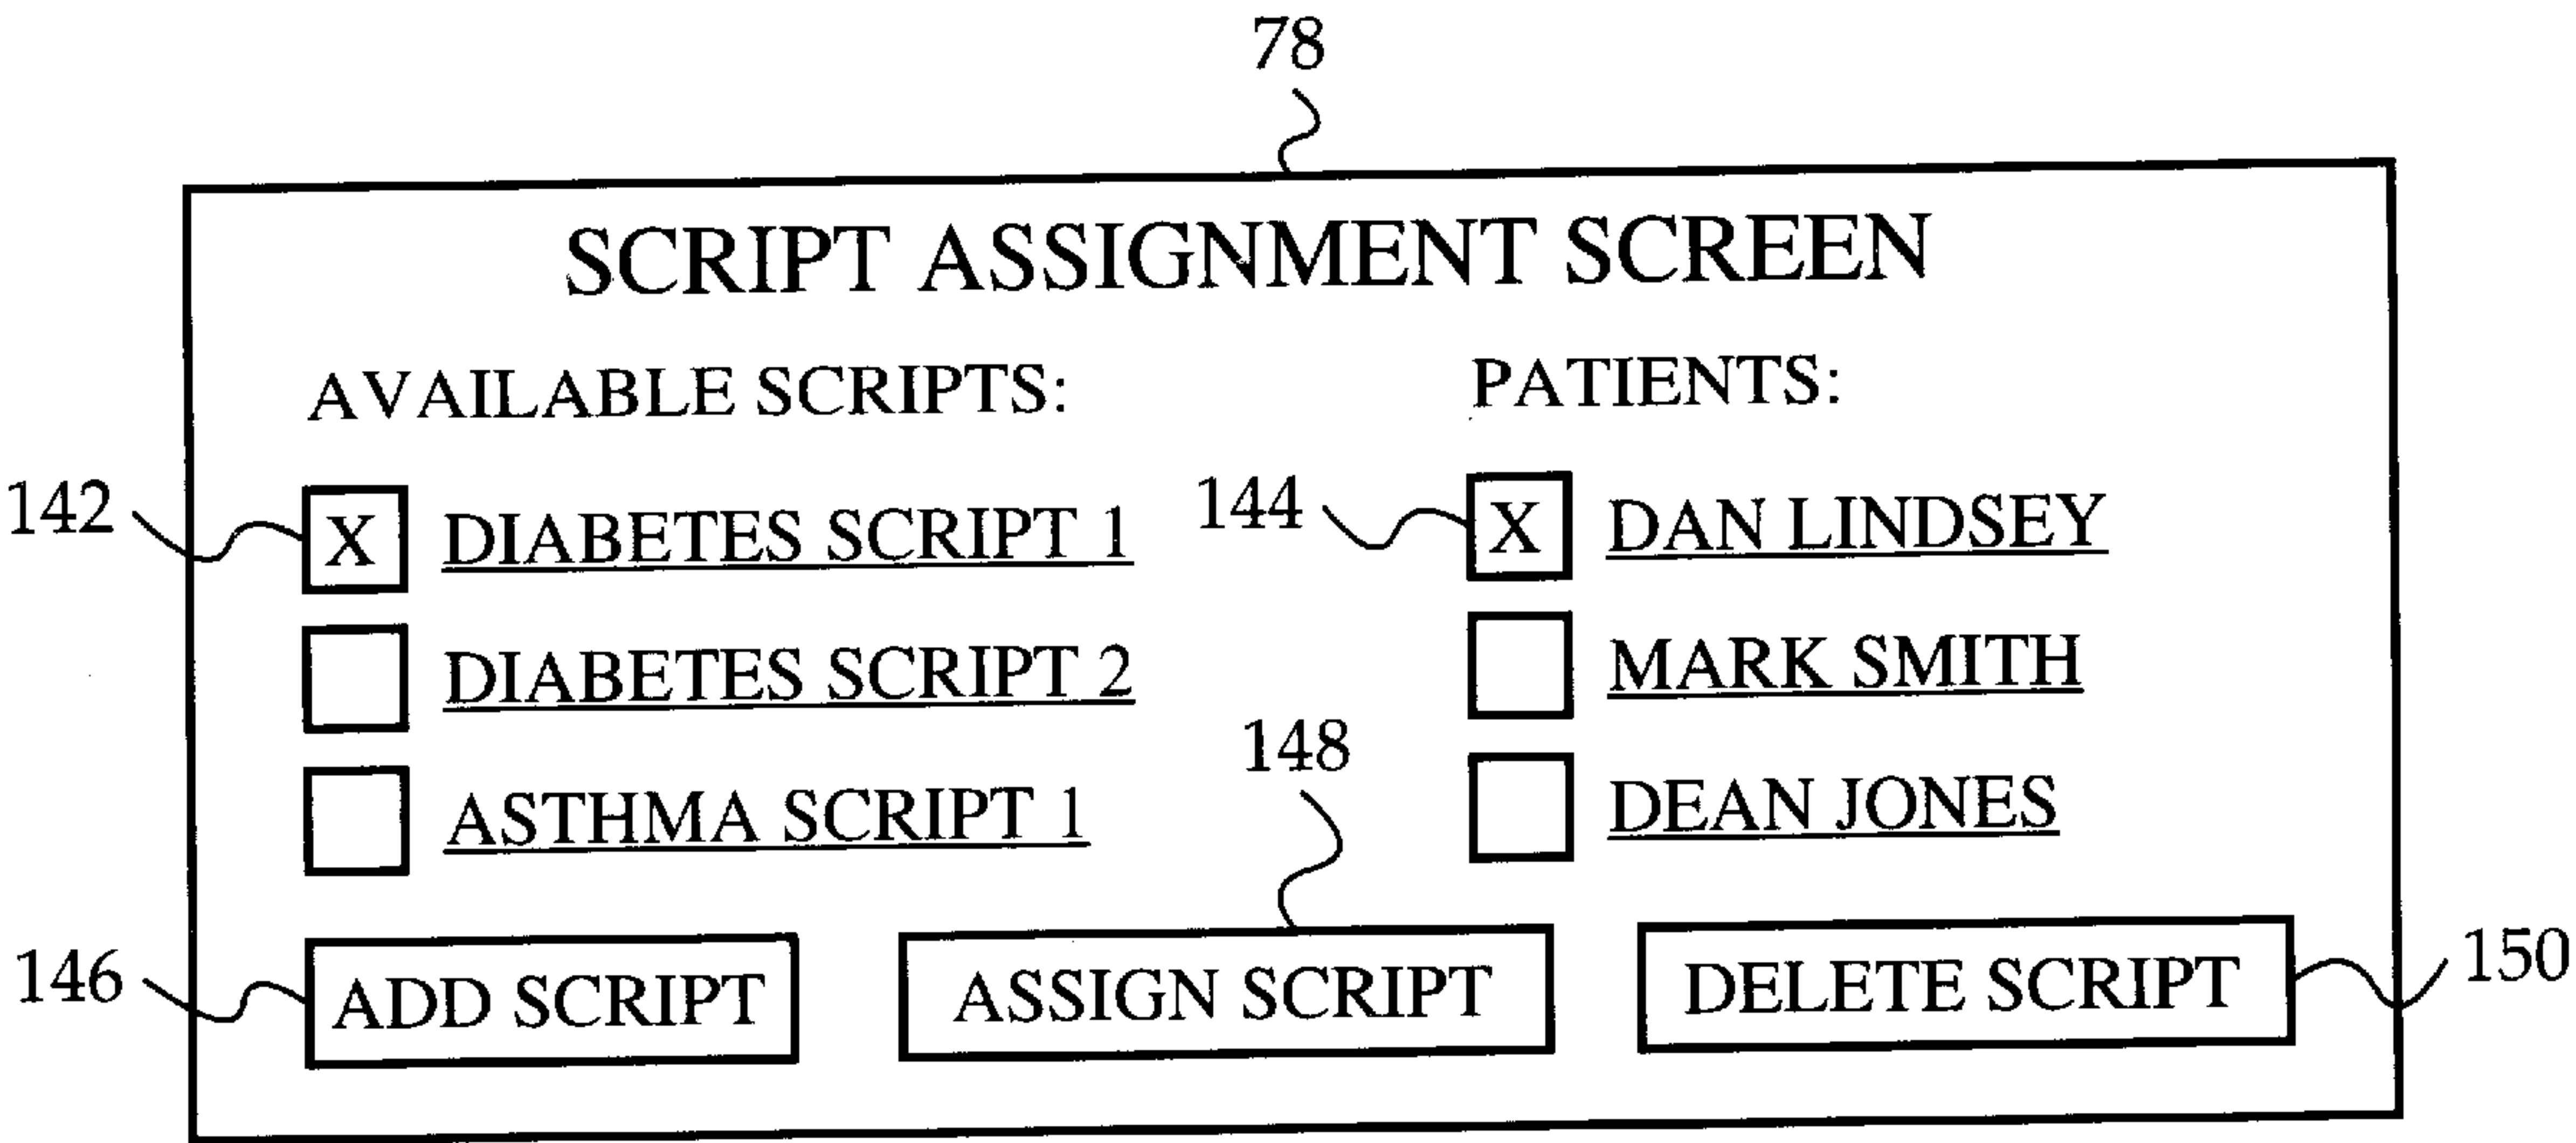 78
SCRIPT ASSIGNMENT SCREEN
AVAILABLE SCRIPTS: PATIENTS:
142 X DIABETES SCRIPT 1 144 X DAN LINDSEY
DIABETES SCRIPT 2 MARK SMITH
148
ASTHMA SCRIPT 1 DEAN JONES
146 ADD SCRIPT ASSIGN SCRIPT DELETE SCRIPT 150